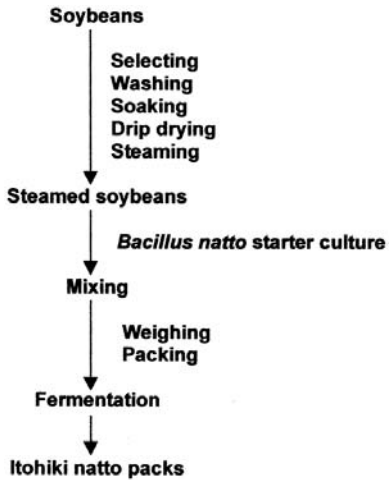 Soybeans
Selecting
Washing
Soaking
Drip drying
Steaming
Steamed soybeans
Bacillus natto starter culture
Mixing
Weighing
Packing
Fermentation
Itohiki natto packs